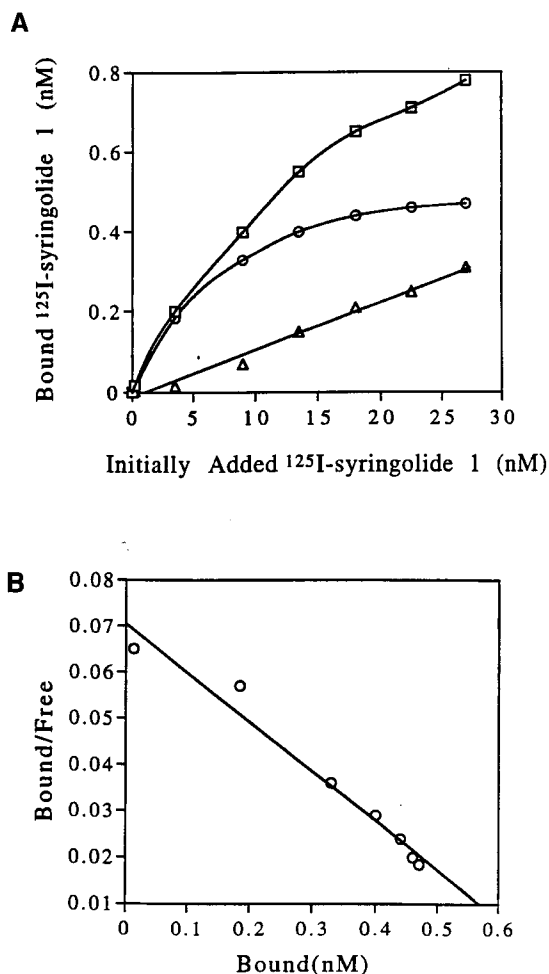 A
Bound ¹²⁵I-syringolide 1 (nM)
0.8
0.6
0.4
0.2
0
0 5 10 15 20 25 30
Initially Added ¹²⁵I-syringolide 1 (nM)
B
Bound/Free
0.08
0.07
0.06
0.05
0.04
0.03
0.02
0.01
0 0.1 0.2 0.3 0.4 0.5 0.6
Bound(nM)